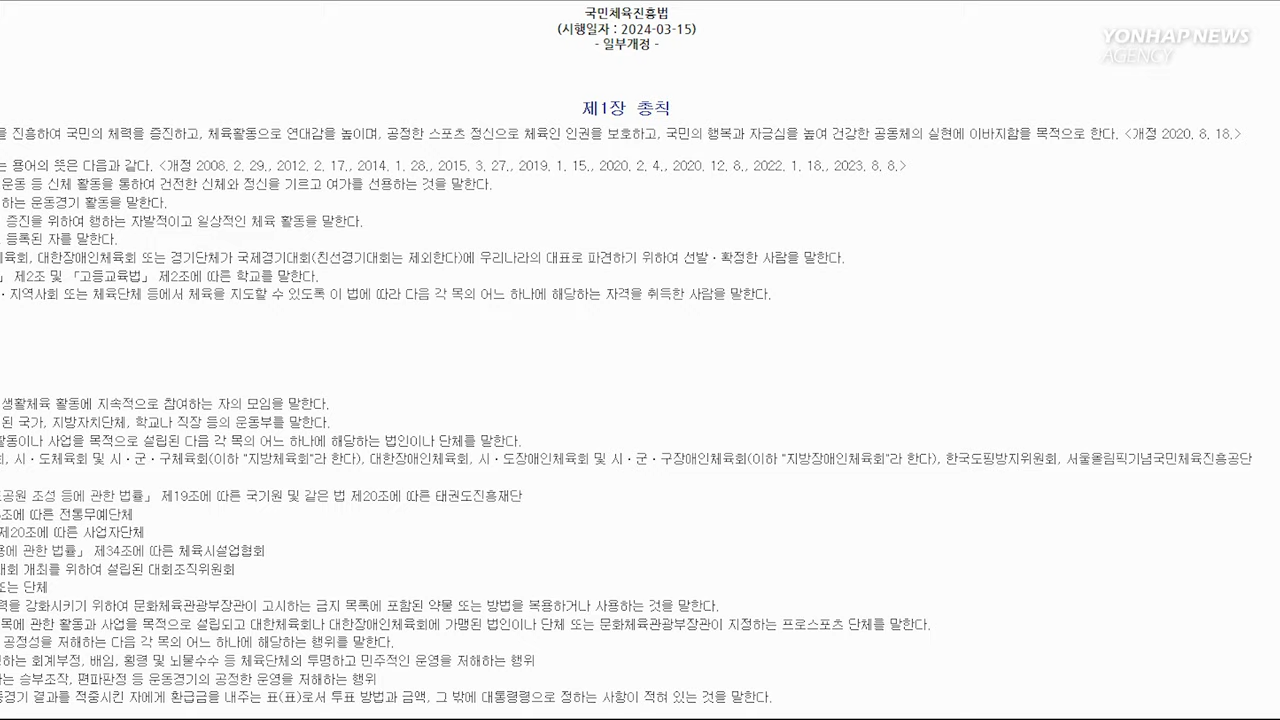 국민체육진흥법
(시행일자 : 2024-03-15)
- 일부개정 -
YONHAP NEWS
AGENCY
제1장 총칙
을 진흥하여 국민의 체력을 증진하고, 체육활동으로 연대감을 높이며, 공정한 스포츠 정신으로 체육인 인권을 보호하고, 국민의 행복과 자긍심을 높여 건강한 공동체의 실현에 이바지함을 목적으로 한다. <개정 2020. 8. 18.>
는 용어의 뜻은 다음과 같다. <개정 2008. 2. 29., 2012. 2. 17., 2014. 1. 28., 2015. 3. 27., 2019. 1. 15., 2020. 2. 4., 2020. 12. 8., 2022. 1. 18., 2023. 8. 8.>
운동 등 신체 활동을 통하여 건전한 신체와 정신을 기르고 여가를 선용하는 것을 말한다.
하는 운동경기 활동을 말한다.
증진을 위하여 행하는 자발적이고 일상적인 체육 활동을 말한다.
등록된 자를 말한다.
육회, 대한장애인체육회 또는 경기단체가 국제경기대회(친선경기대회는 제외한다)에 우리나라의 대표로 파견하기 위하여 선발ㆍ확정한 사람을 말한다.
」 제2조 및 「고등교육법」 제2조에 따른 학교를 말한다.
ㆍ지역사회 또는 체육단체 등에서 체육을 지도할 수 있도록 이 법에 따라 다음 각 목의 어느 하나에 해당하는 자격을 취득한 사람을 말한다.
생활체육 활동에 지속적으로 참여하는 자의 모임을 말한다.
된 국가, 지방자치단체, 학교나 직장 등의 운동부를 말한다.
활동이나 사업을 목적으로 설립된 다음 각 목의 어느 하나에 해당하는 법인이나 단체를 말한다.
회, 시ㆍ도체육회 및 시ㆍ군ㆍ구체육회(이하 "지방체육회"라 한다), 대한장애인체육회, 시ㆍ도장애인체육회 및 시ㆍ군ㆍ구장애인체육회(이하 "지방장애인체육회"라 한다), 한국도핑방지위원회, 서울올림픽기념국민체육진흥공단
공원 조성 등에 관한 법률」 제19조에 따른 국기원 및 같은 법 제20조에 따른 태권도진흥재단
조에 따른 전통무예단체
제20조에 따른 사업자단체
용에 관한 법률」 제34조에 따른 체육시설업협회
대회 개최를 위하여 설립된 대회조직위원회
또는 단체
력을 강화시키기 위하여 문화체육관광부장관이 고시하는 금지 목록에 포함된 약물 또는 방법을 복용하거나 사용하는 것을 말한다.
목에 관한 활동과 사업을 목적으로 설립되고 대한체육회나 대한장애인체육회에 가맹된 법인이나 단체 또는 문화체육관광부장관이 지정하는 프로스포츠 단체를 말한다.
공정성을 저해하는 다음 각 목의 어느 하나에 해당하는 행위를 말한다.
하는 회계부정, 배임, 횡령 및 뇌물수수 등 체육단체의 투명하고 민주적인 운영을 저해하는 행위
하는 승부조작, 편파판정 등 운동경기의 공정한 운영을 저해하는 행위
동경기 결과를 적중시킨 자에게 환급금을 내주는 표(표)로서 투표 방법과 금액, 그 밖에 대통령령으로 정하는 사항이 적혀 있는 것을 말한다.